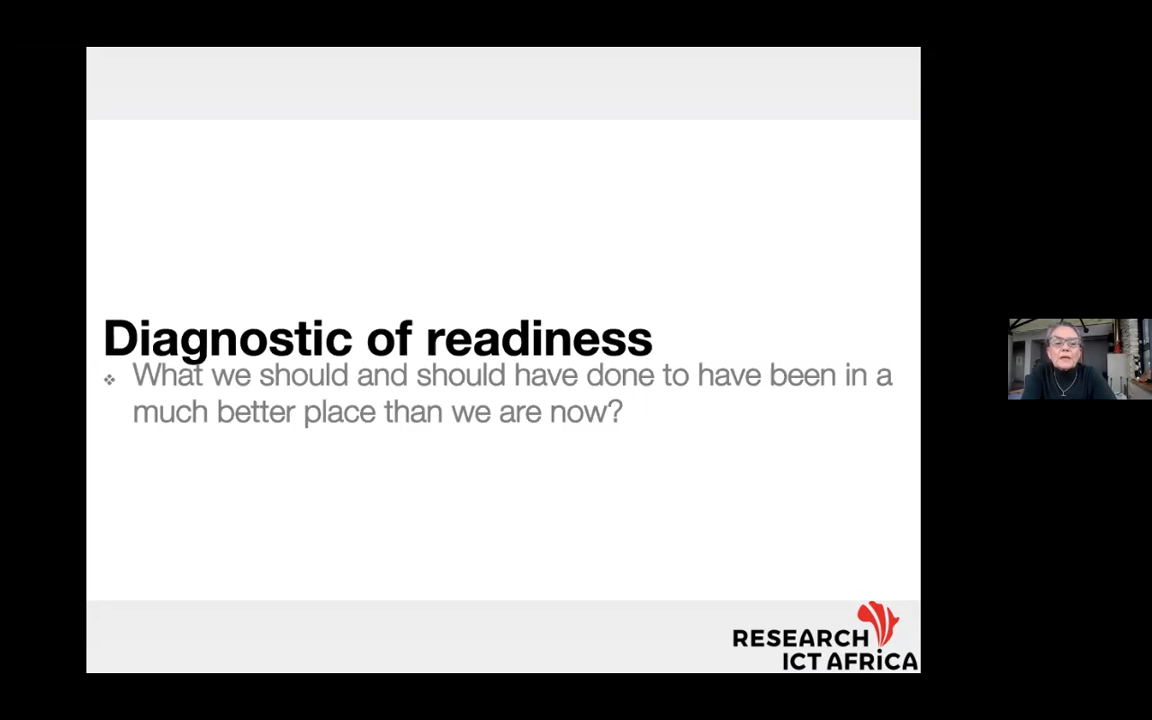 Diagnostic of readiness
What we should and should have done to have been in a
much better place than we are now?
RESEARCH
ICT AFRICA